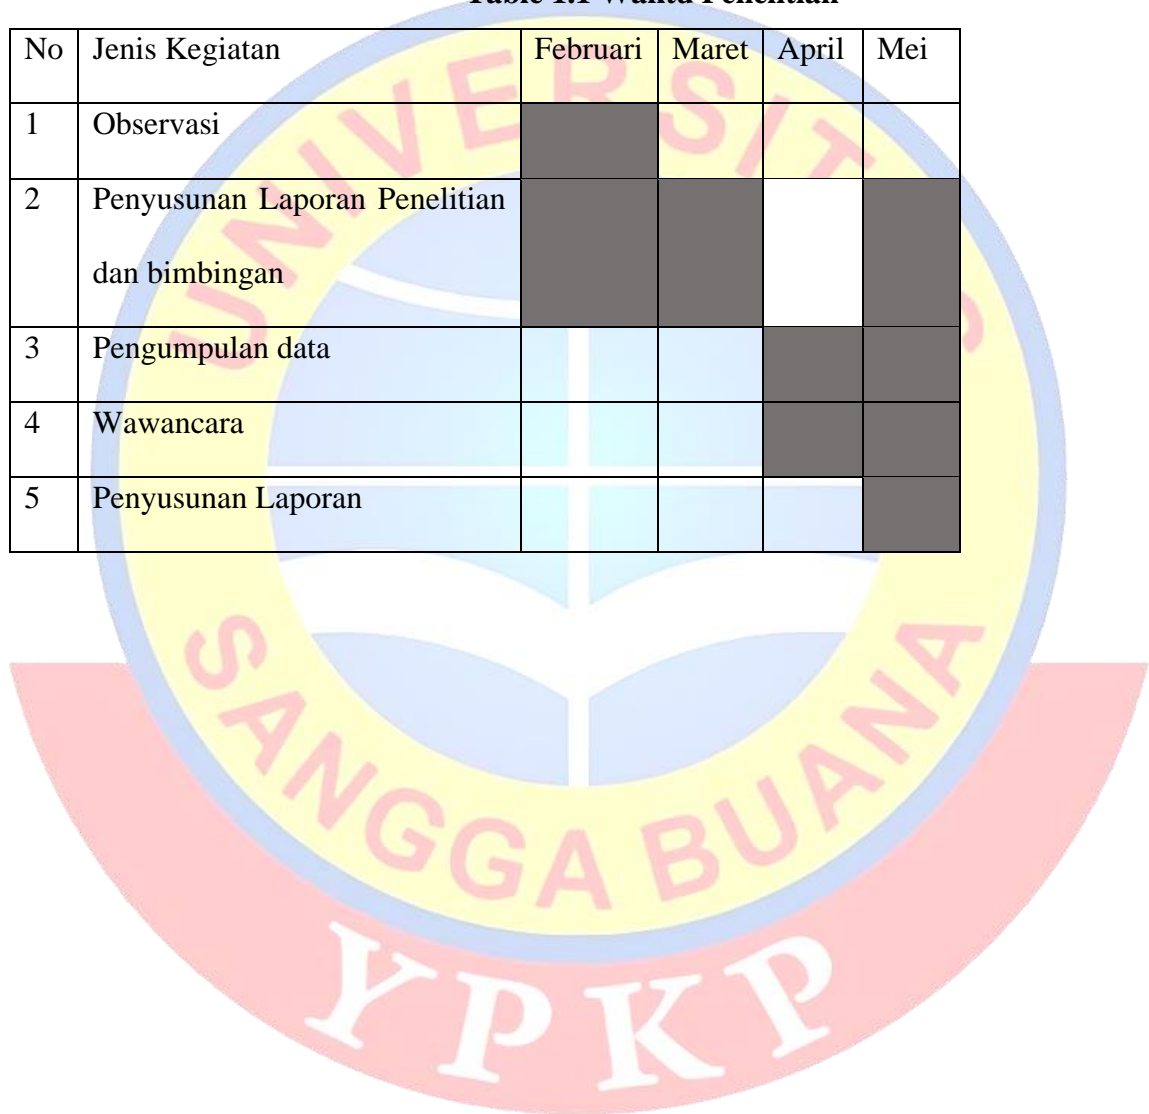 Table 1.1 Waktu Penelitian
No Jenis Kegiatan Februari Maret April Mei
1 Observasi
2 Penyusunan Laporan Penelitian
dan bimbingan
3 Pengumpulan data
4 Wawancara
5 Penyusunan Laporan
UNIVERSITAS
SANGGA BUANA
YPKP